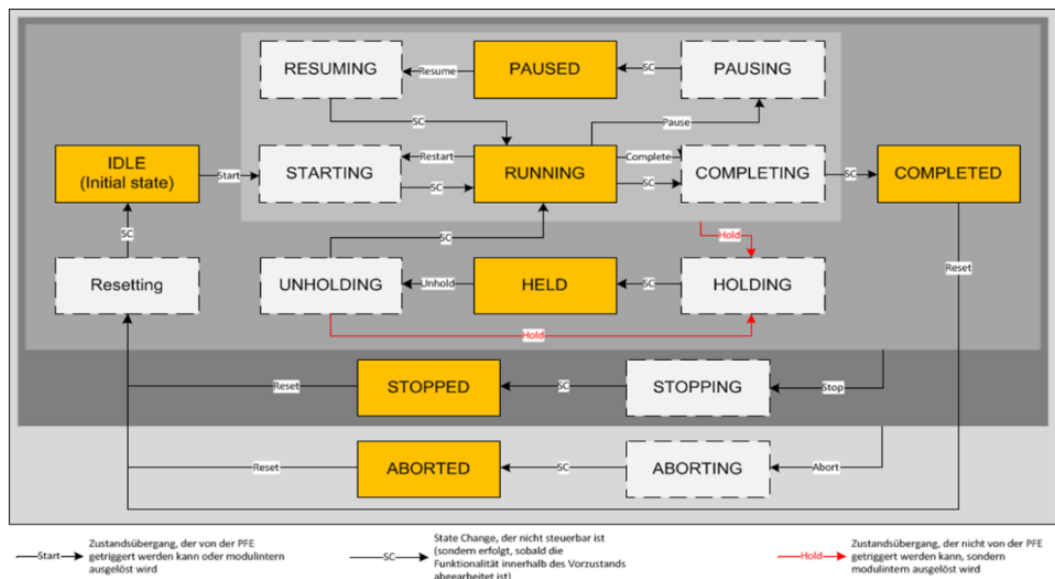 RESUMING
Resume
PAUSED
SC
PAUSING
SC
Pause
IDLE
(Initial state)
Start
STARTING
Restart
SC
RUNNING
Complete
SC
COMPLETING
SC
COMPLETED
SC
SC
Hold
Resetting
UNHOLDING
Unhold
HELD
SC
HOLDING
Reset
Hold
Reset
STOPPED
SC
STOPPING
Stop
Reset
ABORTED
SC
ABORTING
Abort
Start
Zustandsübergang, der von der PFE
getriggert werden kann oder modulintern
ausgelöst wird
SC
State Change, der nicht steuerbar ist
(sondern erfolgt, sobald die
Funktionalität innerhalb des Vorzustands
abgearbeitet ist)
Hold
Zustandsübergang, der nicht von der PFE
getriggert werden kann, sondern
modulintern ausgelöst wird